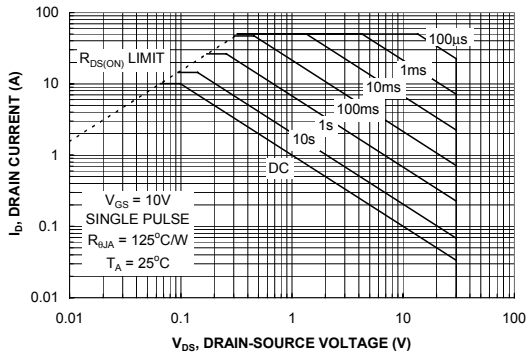 100
100µs
R_DS(ON) LIMIT
1ms
10
10ms
100ms
1s
10s
1
DC
V_GS = 10V
SINGLE PULSE
R_θJA = 125°C/W
T_A = 25°C
0.1
0.01
0.01
0.1
1
10
100
I_D, DRAIN CURRENT (A)
V_DS, DRAIN-SOURCE VOLTAGE (V)